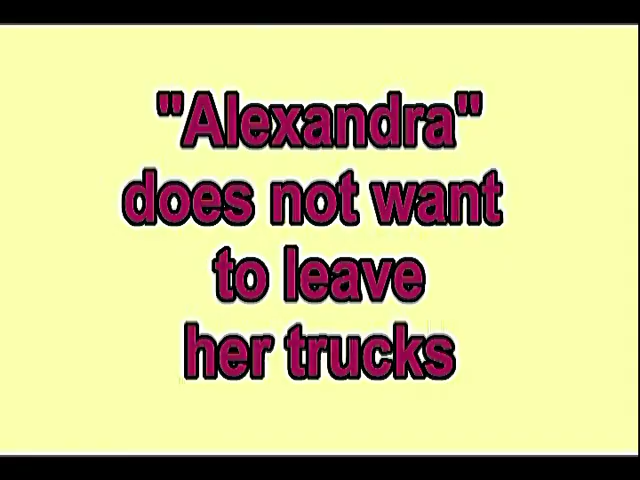 "Alexandra"
does not want
to leave
her trucks